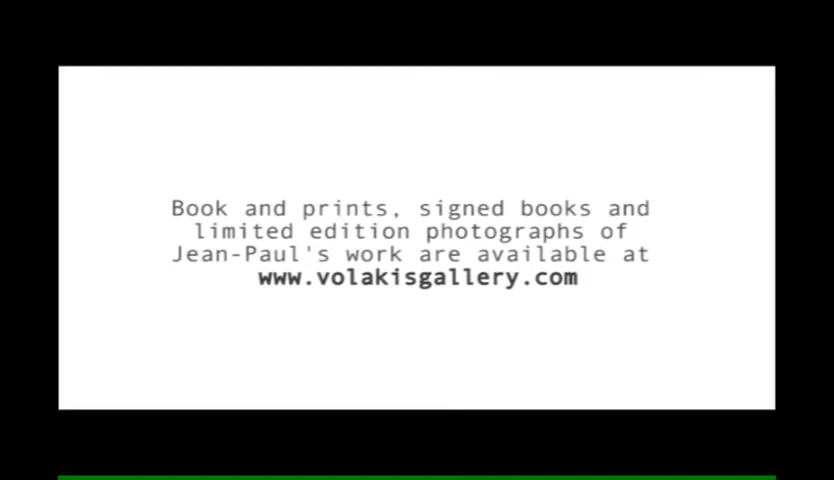 Book and prints, signed books and
limited edition photographs of
Jean-Paul's work are available at
www.volakisgallery.com